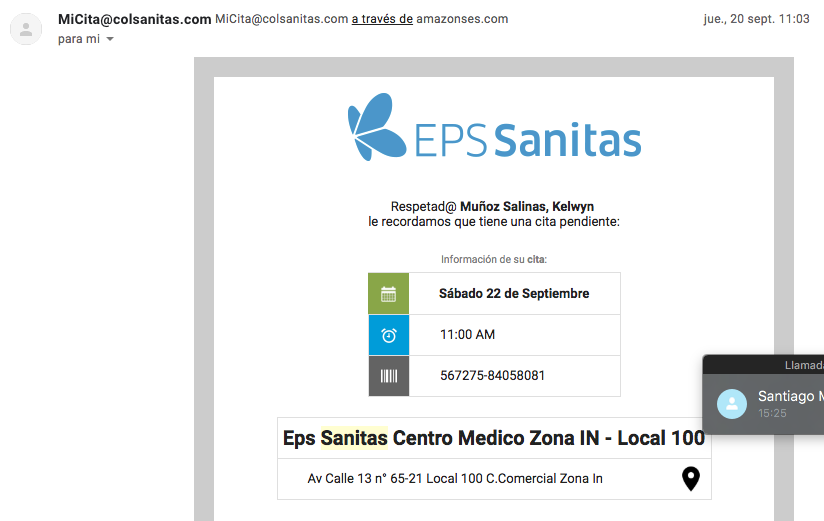 MiCita@colsanitas.com MiCita@colsanitas.com a través de amazonses.com
jue., 20 sept. 11:03
para mi
EPS Sanitas
Respetad@ Muñoz Salinas, Kelwyn
le recordamos que tiene una cita pendiente:
Información de su cita:
Sábado 22 de Septiembre
11:00 AM
567275-84058081
Eps Sanitas Centro Medico Zona IN - Local 100
Av Calle 13 n° 65-21 Local 100 C.Comercial Zona In
Santiago M
15:25